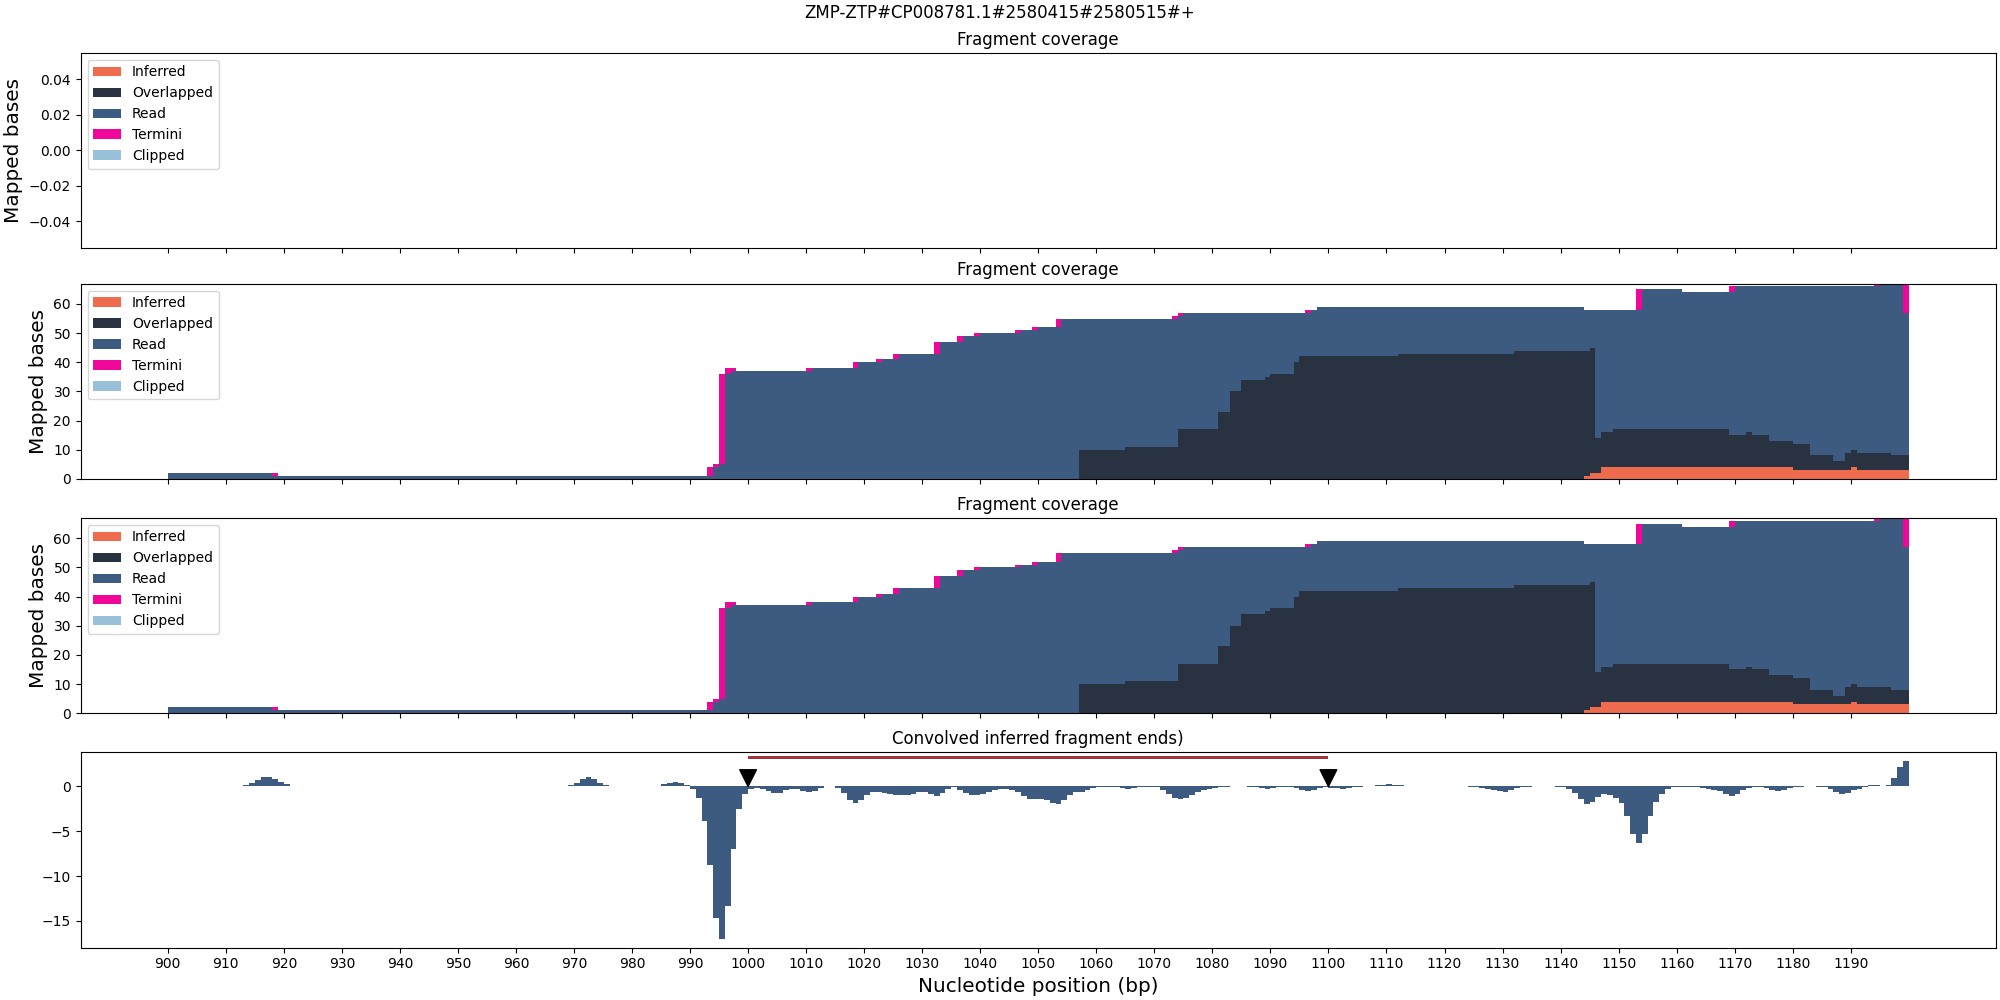 ZMP-ZTP#CP008781.1#2580415#2580515#+
Fragment coverage
Mapped bases
0.04
0.02
0.00
−0.02
−0.04
Inferred
Overlapped
Read
Termini
Clipped
Fragment coverage
Mapped bases
60
50
40
30
20
10
0
Inferred
Overlapped
Read
Termini
Clipped
Fragment coverage
Mapped bases
60
50
40
30
20
10
0
Inferred
Overlapped
Read
Termini
Clipped
Convolved inferred fragment ends)
0
−5
−10
−15
900 910 920 930 940 950 960 970 980 990 1000 1010 1020 1030 1040 1050 1060 1070 1080 1090 1100 1110 1120 1130 1140 1150 1160 1170 1180 1190
Nucleotide position (bp)